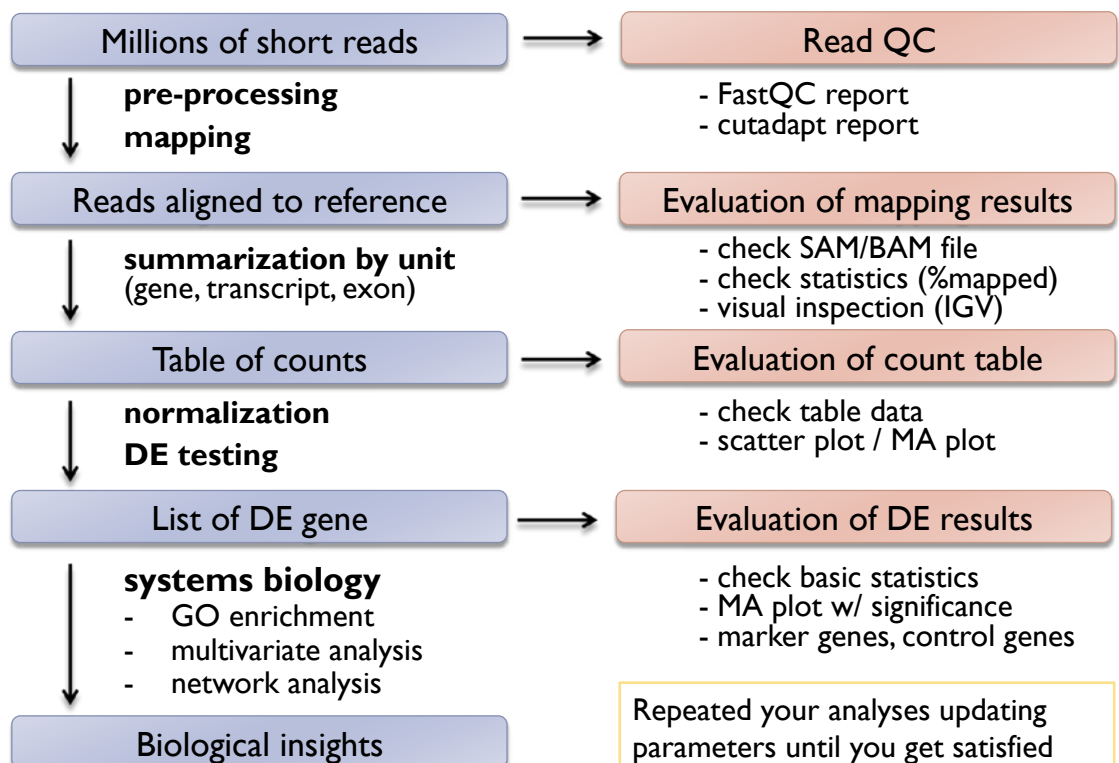 Millions of short reads
Read QC
pre-processing
mapping
- FastQC report
- cutadapt report
Reads aligned to reference
Evaluation of mapping results
summarization by unit
(gene, transcript, exon)
- check SAM/BAM file
- check statistics (%mapped)
- visual inspection (IGV)
Table of counts
Evaluation of count table
normalization
DE testing
- check table data
- scatter plot / MA plot
List of DE gene
Evaluation of DE results
systems biology
- GO enrichment
- multivariate analysis
- network analysis
- check basic statistics
- MA plot w/ significance
- marker genes, control genes
Biological insights
Repeated your analyses updating
parameters until you get satisfied